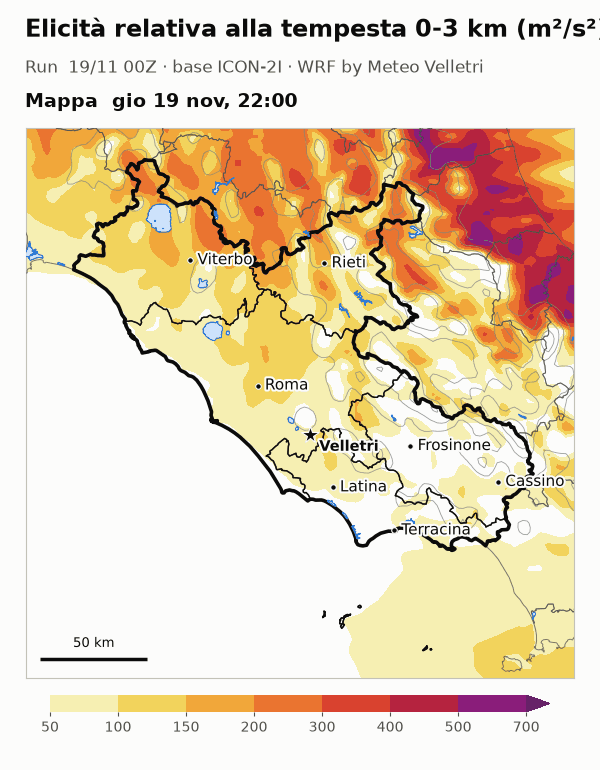 Elicità relativa alla tempesta 0-3 km (m²/s²)
Run 19/11 00Z · base ICON-2I · WRF by Meteo Velletri
Mappa gio 19 nov, 22:00
Viterbo
Rieti
Roma
Velletri
Frosinone
Latina
Cassino
Terracina
50 km
50 100 150 200 300 400 500 700